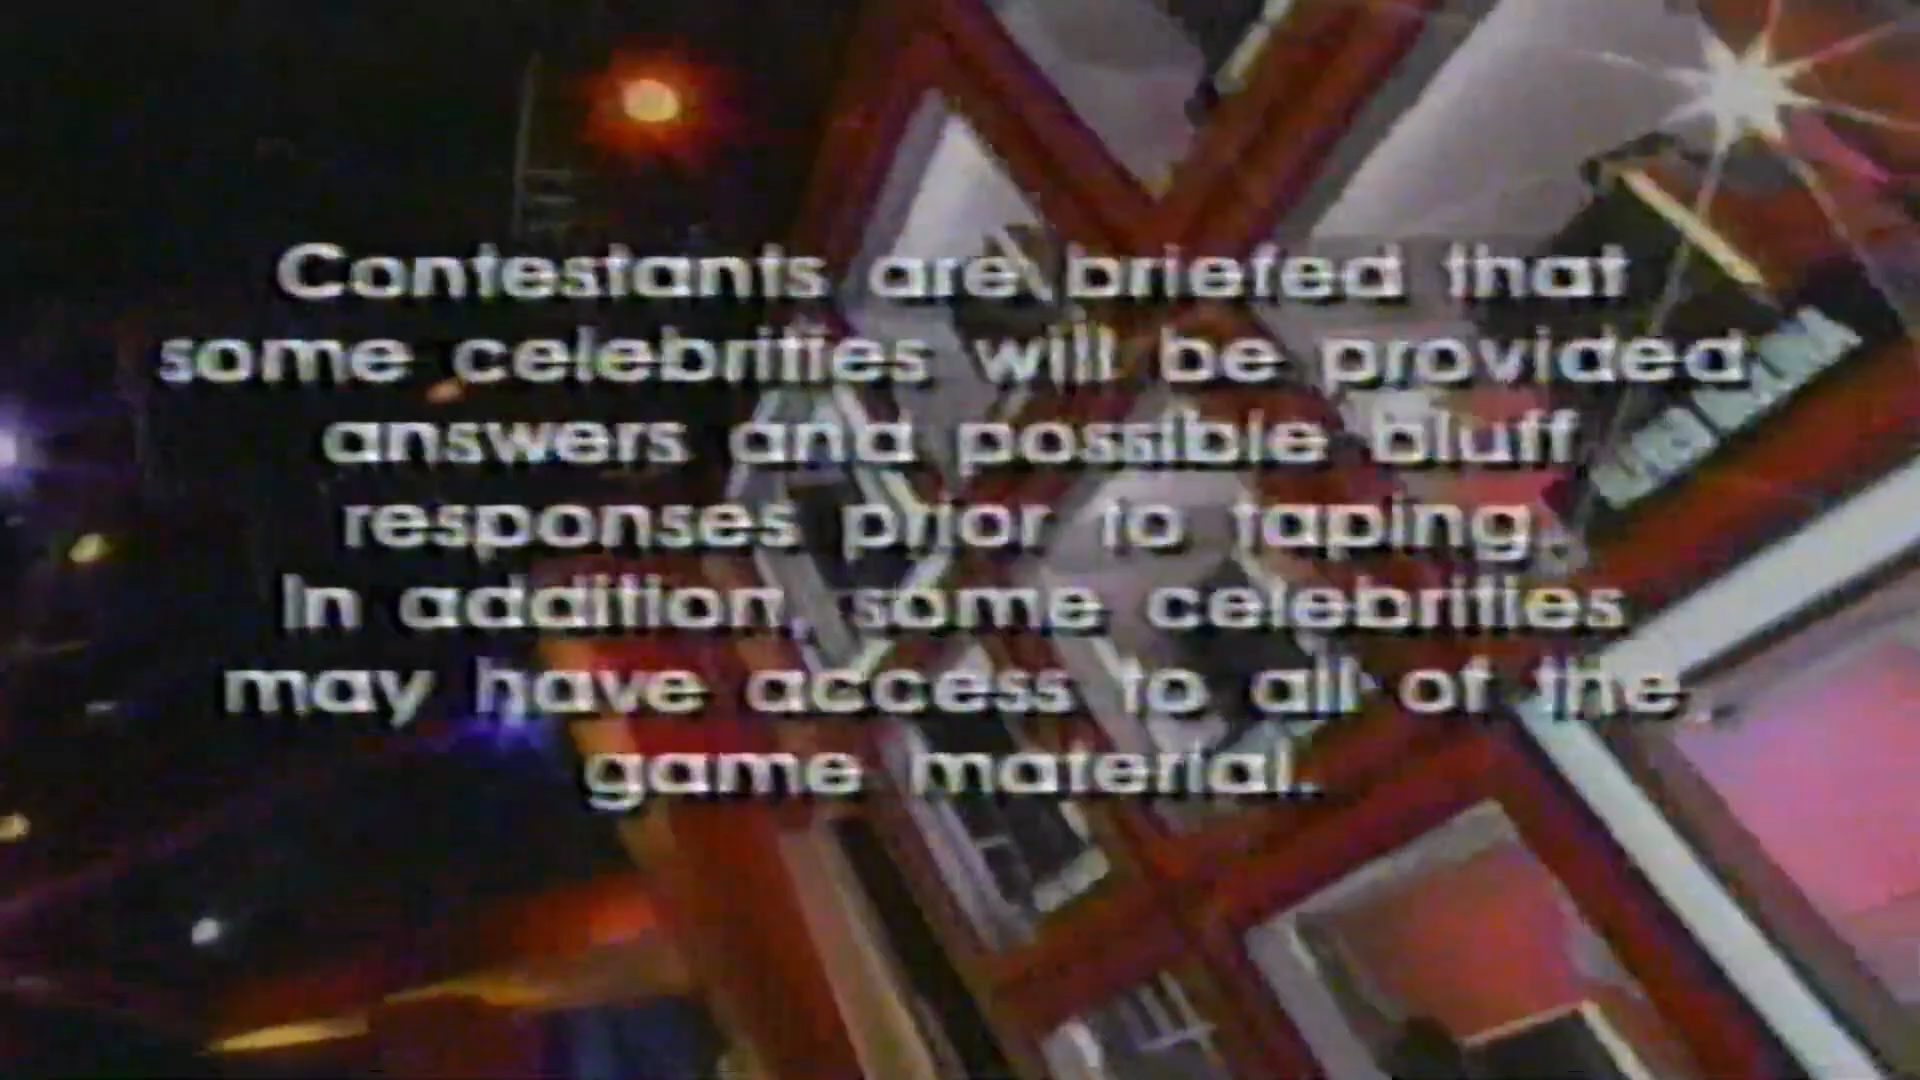 Contestants are briefed that
some celebrities will be provided
answers and possible bluff
responses prior to taping.
In addition, some celebrities
may have access to all of the
game material.